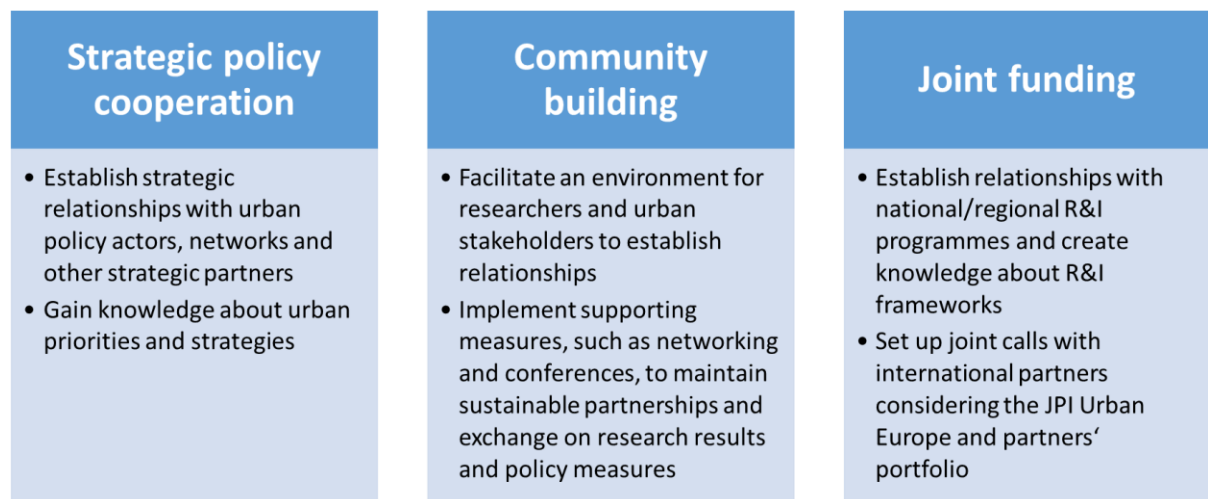 Strategic policy
cooperation
• Establish strategic
relationships with urban
policy actors, networks and
other strategic partners
• Gain knowledge about urban
priorities and strategies
Community
building
• Facilitate an environment for
researchers and urban
stakeholders to establish
relationships
• Implement supporting
measures, such as networking
and conferences, to maintain
sustainable partnerships and
exchange on research results
and policy measures
Joint funding
• Establish relationships with
national/regional R&I
programmes and create
knowledge about R&I
frameworks
• Set up joint calls with
international partners
considering the JPI Urban
Europe and partners‘
portfolio